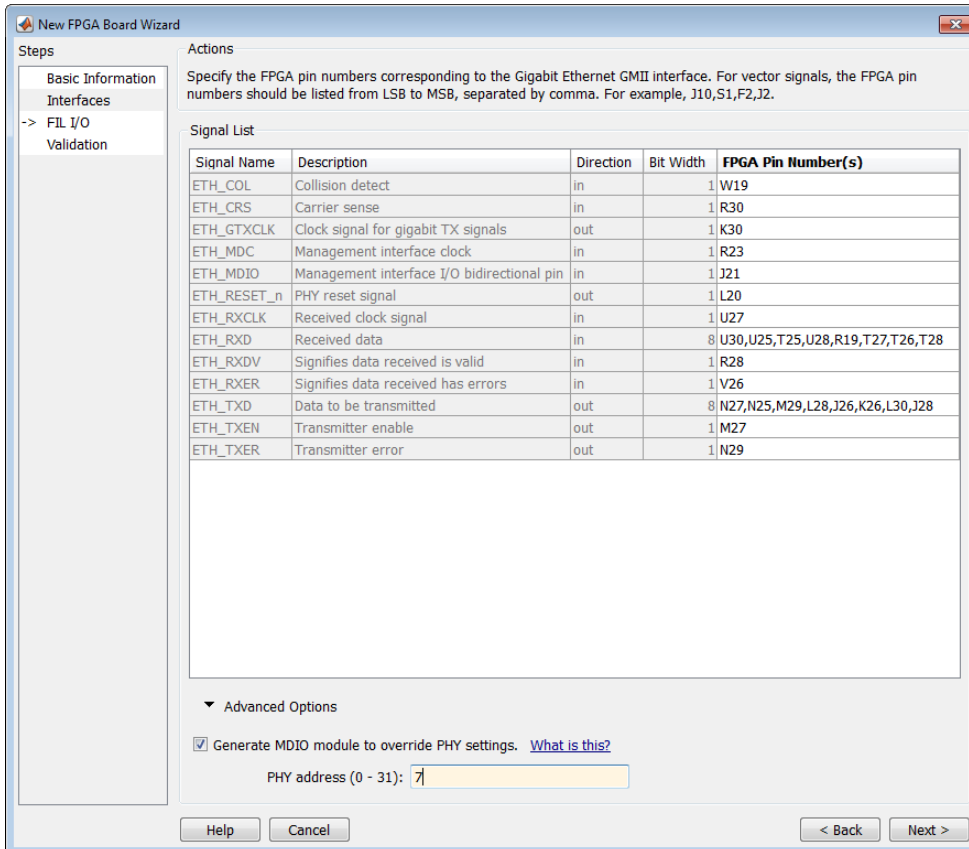 New FPGA Board Wizard
Steps
Basic Information
Interfaces
-> FIL I/O
Validation
Actions
Specify the FPGA pin numbers corresponding to the Gigabit Ethernet GMII interface. For vector signals, the FPGA pin
numbers should be listed from LSB to MSB, separated by comma. For example, J10,S1,F2,J2.
Signal List
Signal Name Description Direction Bit Width FPGA Pin Number(s)
ETH_COL Collision detect in 1 W19
ETH_CRS Carrier sense in 1 R30
ETH_GTXCLK Clock signal for gigabit TX signals out 1 K30
ETH_MDC Management interface clock in 1 R23
ETH_MDIO Management interface I/O bidirectional pin in 1 J21
ETH_RESET_n PHY reset signal out 1 L20
ETH_RXCLK Received clock signal in 1 U27
ETH_RXD Received data in 8 U30,U25,T25,U28,R19,T27,T26,T28
ETH_RXDV Signifies data received is valid in 1 R28
ETH_RXER Signifies data received has errors in 1 V26
ETH_TXD Data to be transmitted out 8 N27,N25,M29,L28,J26,K26,L30,J28
ETH_TXEN Transmitter enable out 1 M27
ETH_TXER Transmitter error out 1 N29
Advanced Options
Generate MDIO module to override PHY settings. What is this?
PHY address (0 - 31): 7
Help Cancel < Back Next >